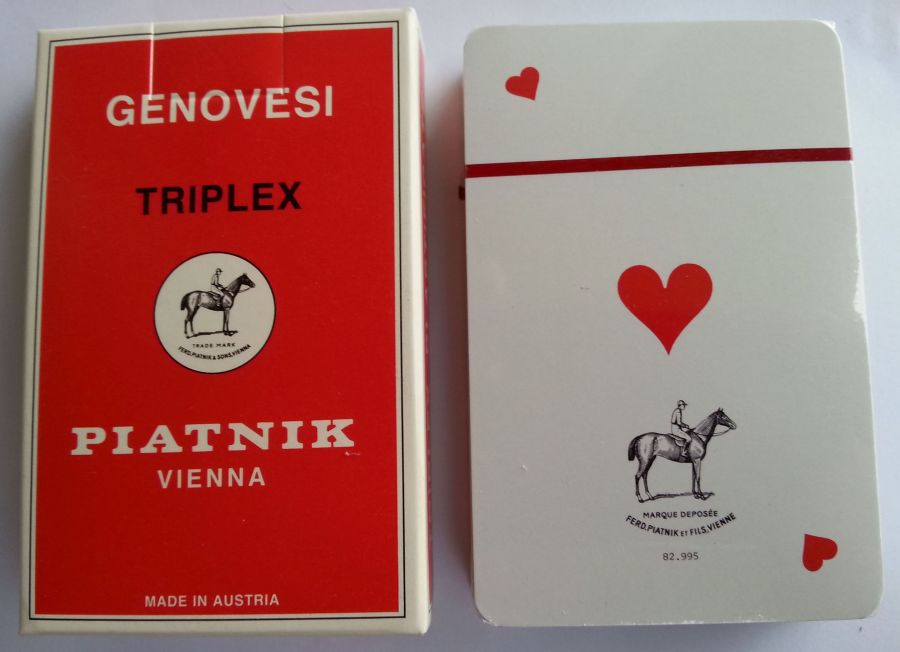 GENOVESI
TRIPLEX
TRADE MARK
FERD. PIATNIK & SONS, VIENNA
PIATNIK
VIENNA
MADE IN AUSTRIA
MARQUE DEPOSÉE
FERD. PIATNIK ET FILS, VIENNE
82.995